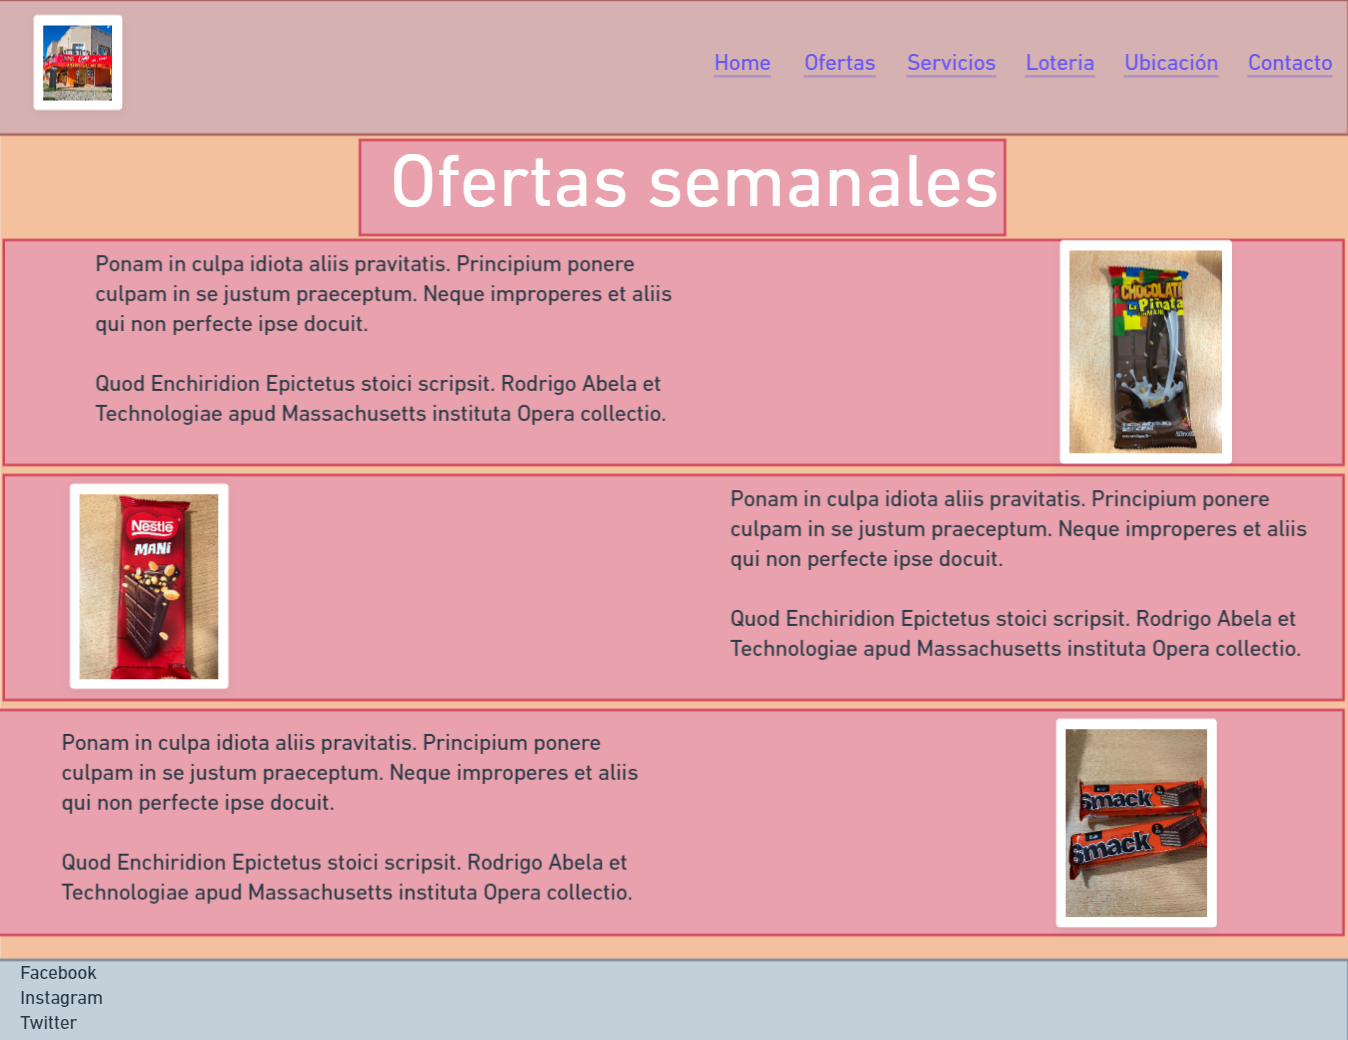 Home Ofertas Servicios Loteria Ubicación Contacto
Ofertas semanales
Ponam in culpa idiota aliis pravitatis. Principium ponere
culpam in se justum praeceptum. Neque improperes et aliis
qui non perfecte ipse docuit.
Quod Enchiridion Epictetus stoici scripsit. Rodrigo Abela et
Technologiae apud Massachusetts instituta Opera collectio.
CHOCOLATE
Piñata
Nestlé
MANÍ
Ponam in culpa idiota aliis pravitatis. Principium ponere
culpam in se justum praeceptum. Neque improperes et aliis
qui non perfecte ipse docuit.
Quod Enchiridion Epictetus stoici scripsit. Rodrigo Abela et
Technologiae apud Massachusetts instituta Opera collectio.
Ponam in culpa idiota aliis pravitatis. Principium ponere
culpam in se justum praeceptum. Neque improperes et aliis
qui non perfecte ipse docuit.
Quod Enchiridion Epictetus stoici scripsit. Rodrigo Abela et
Technologiae apud Massachusetts instituta Opera collectio.
Smack
Smack
Facebook
Instagram
Twitter